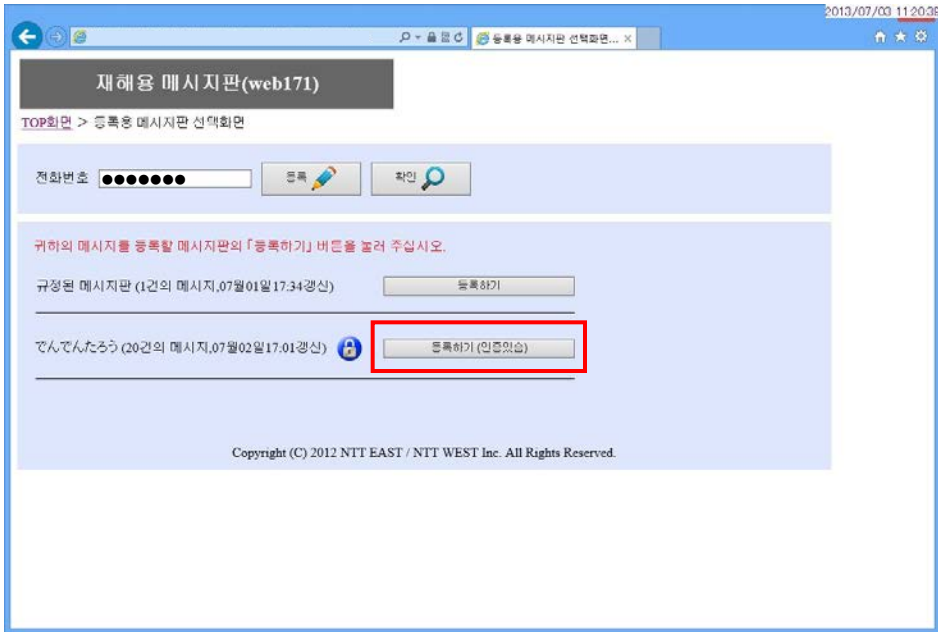 2013/07/03 11:20:39
등록용 메시지판 선택화면...
재해용 메시지판(web171)
TOP화면 > 등록용 메시지판 선택화면
전화번호 ●●●●●●● 등록 확인
귀하의 메시지를 등록할 메시지판의 「등록하기」 버튼을 눌러 주십시오.
규정된 메시지판 (1건의 메시지,07월01일17:34갱신) 등록하기
でんでんたろう (20건의 메시지,07월02일17:01갱신) 등록하기 (인증있습)
Copyright (C) 2012 NTT EAST / NTT WEST Inc. All Rights Reserved.